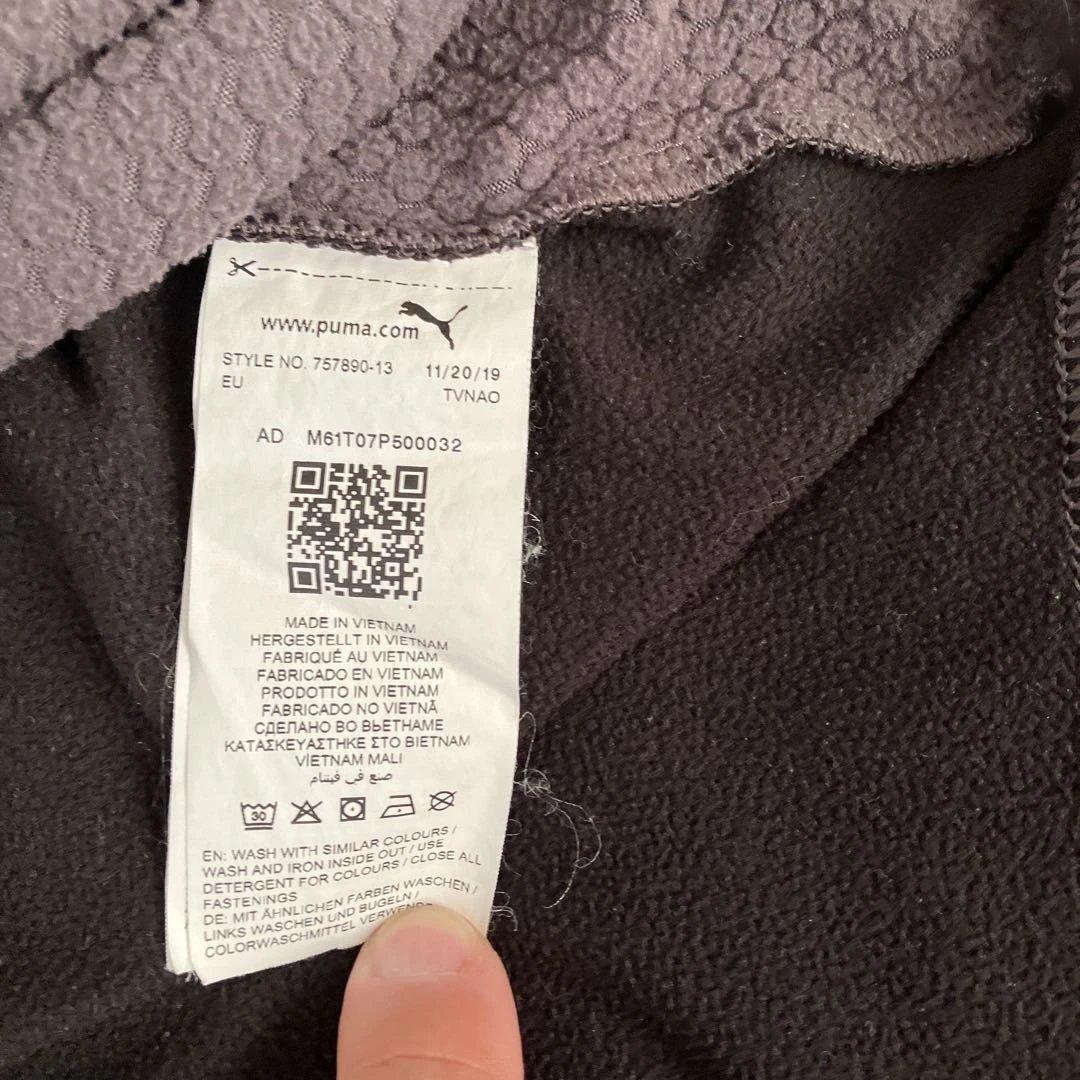 www.puma.com
STYLE NO. 757890-13 11/20/19
EU TVNAO
AD M61T07P500032
MADE IN VIETNAM
HERGESTELLT IN VIETNAM
FABRIQUÉ AU VIETNAM
FABRICADO EN VIETNAM
PRODOTTO IN VIETNAM
FABRICADO NO VIETNÃ
СДЕЛАНО ВО ВЬЕТНАМЕ
ΚΑΤΑΣΚΕΥΑΣΤΗΚΕ ΣΤΟ ΒΙΕΤΝΑΜ
VİETNAM MALI
صنع في فيتنام
30
EN: WASH WITH SIMILAR COLOURS /
WASH AND IRON INSIDE OUT / USE
DETERGENT FOR COLOURS / CLOSE ALL
FASTENINGS
DE: MIT ÄHNLICHEN FARBEN WASCHEN /
LINKS WASCHEN UND BÜGELN /
COLORWASCHMITTEL